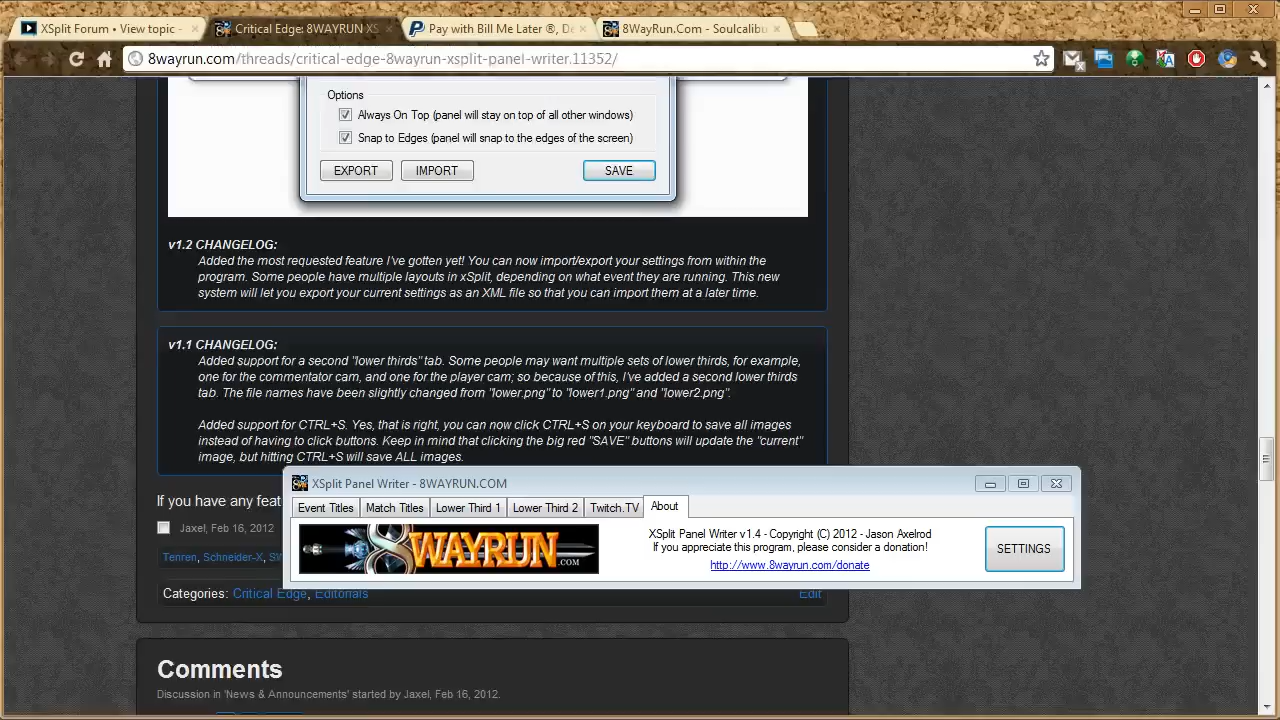 XSplit Forum • View topic -
Critical Edge: 8WAYRUN XS
Pay with Bill Me Later ®, De
8WayRun.Com - Soulcalibu
8wayrun.com/threads/critical-edge-8wayrun-xsplit-panel-writer.11352/
Options
Always On Top (panel will stay on top of all other windows)
Snap to Edges (panel will snap to the edges of the screen)
EXPORT
IMPORT
SAVE
v1.2 CHANGELOG:
Added the most requested feature I've gotten yet! You can now import/export your settings from within the
program. Some people have multiple layouts in xSplit, depending on what event they are running. This new
system will let you export your current settings as an XML file so that you can import them at a later time.
v1.1 CHANGELOG:
Added support for a second "lower thirds" tab. Some people may want multiple sets of lower thirds, for example,
one for the commentator cam, and one for the player cam; so because of this, I've added a second lower thirds
tab. The file names have been slightly changed from "lower.png" to "lower1.png" and "lower2.png".
Added support for CTRL+S. Yes, that is right, you can now click CTRL+S on your keyboard to save all images
instead of having to click buttons. Keep in mind that clicking the big red "SAVE" buttons will update the "current"
image, but hitting CTRL+S will save ALL images.
If you have any feat
Jaxel, Feb 16, 2012
Tenren, Schneider-X, SW
XSplit Panel Writer - 8WAYRUN.COM
Event Titles
Match Titles
Lower Third 1
Lower Third 2
Twitch.TV
About
8WAYRUN.COM
XSplit Panel Writer v1.4 - Copyright (C) 2012 - Jason Axelrod
If you appreciate this program, please consider a donation!
http://www.8wayrun.com/donate
SETTINGS
Categories: Critical Edge, Editorials
Edit
Comments
Discussion in 'News & Announcements' started by Jaxel, Feb 16, 2012.